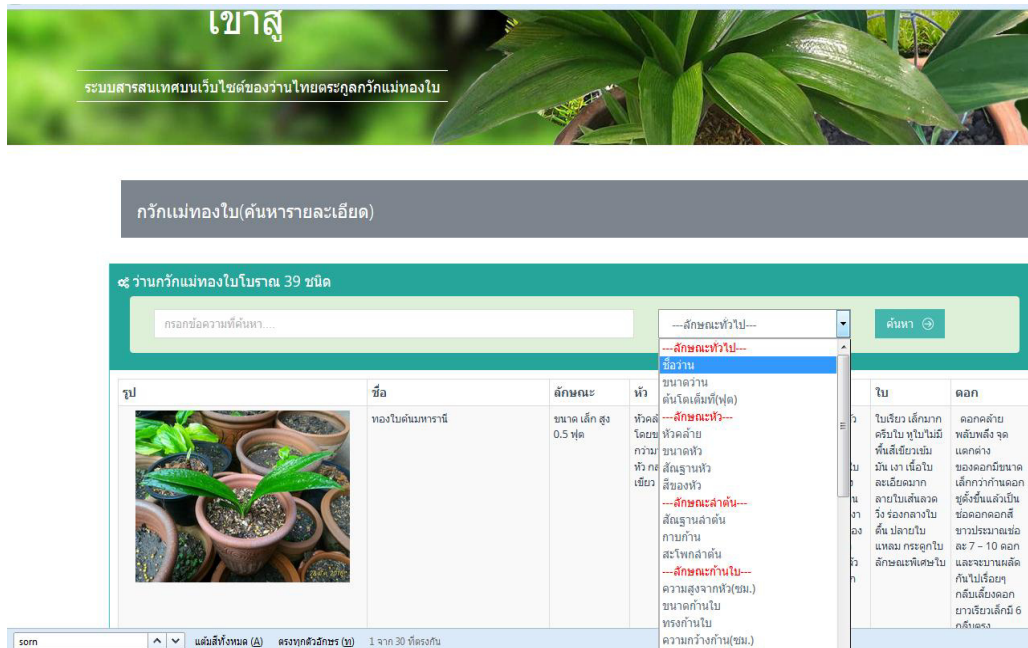 เข้าสู่
ระบบสารสนเทศบนเว็บไซต์ของว่านไทยตระกูลกวักแม่ทองใบ
กวักแม่ทองใบ(ค้นหารายละเอียด)
ว่านกวักแม่ทองใบโบราณ 39 ชนิด
กรอกข้อความที่ค้นหา....
---ลักษณะทั่วไป---
ค้นหา
---ลักษณะทั่วไป---
ชื่อว่าน
ขนาดว่าน
ต้นโตเต็มที่(ฟุต)
---ลักษณะหัว---
หัวคล้าย
ขนาดหัว
สัณฐานหัว
สีของหัว
---ลักษณะลำต้น---
สัณฐานลำต้น
กาบก้าน
สะโพกลำต้น
---ลักษณะก้านใบ---
ความสูงจากหัว(ซม.)
ขนาดก้านใบ
ทรงก้านใบ
ความกว้างก้าน(ซม.)
รูป
ชื่อ
ลักษณะ
หัว
ใบ
ดอก
ทองใบต้นมหารานี
ขนาด เล็ก สูง
0.5 ฟุต
ใบเรียว เล็กมาก
ครีบใบ หูใบไม่มี
พื้นสีเขียวเข้ม
มัน เงา เนื้อใบ
ละเอียดมาก
ลายใบเส้นลวด
วิ่ง ร่องกลางใบ
ตื้น ปลายใบ
แหลม กระดูกใบ
ลักษณะพิเศษใบ
ดอกคล้าย
พลับพลึง จุด
แตกต่าง
ของดอกมีขนาด
เล็กกว่าก้านดอก
ชูตั้งขึ้นแล้วเป็น
ช่อดอกดอกสี
ขาวประมาณช่อ
ละ 7 – 10 ดอก
และจะบานผลัด
กันไปเรื่อยๆ
กลีบเลี้ยงดอก
ยาวเรียวเล็กมี 6
กลีบตรง
sorn
แต้มสีทั้งหมด (A)
ตรงทุกตัวอักษร (ท)
1 จาก 30 ที่ตรงกัน